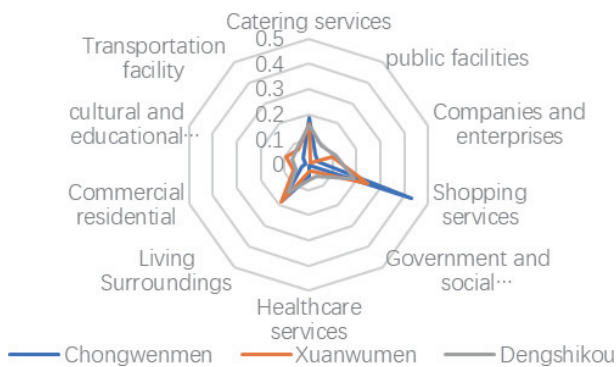 Catering services
public facilities
Companies and
enterprises
Shopping
services
Government and
social…
Healthcare
services
Living
Surroundings
Commercial
residential
cultural and
educational…
Transportation
facility
0.5
0.4
0.3
0.2
0.1
0
Chongwenmen
Xuanwumen
Dengshikou